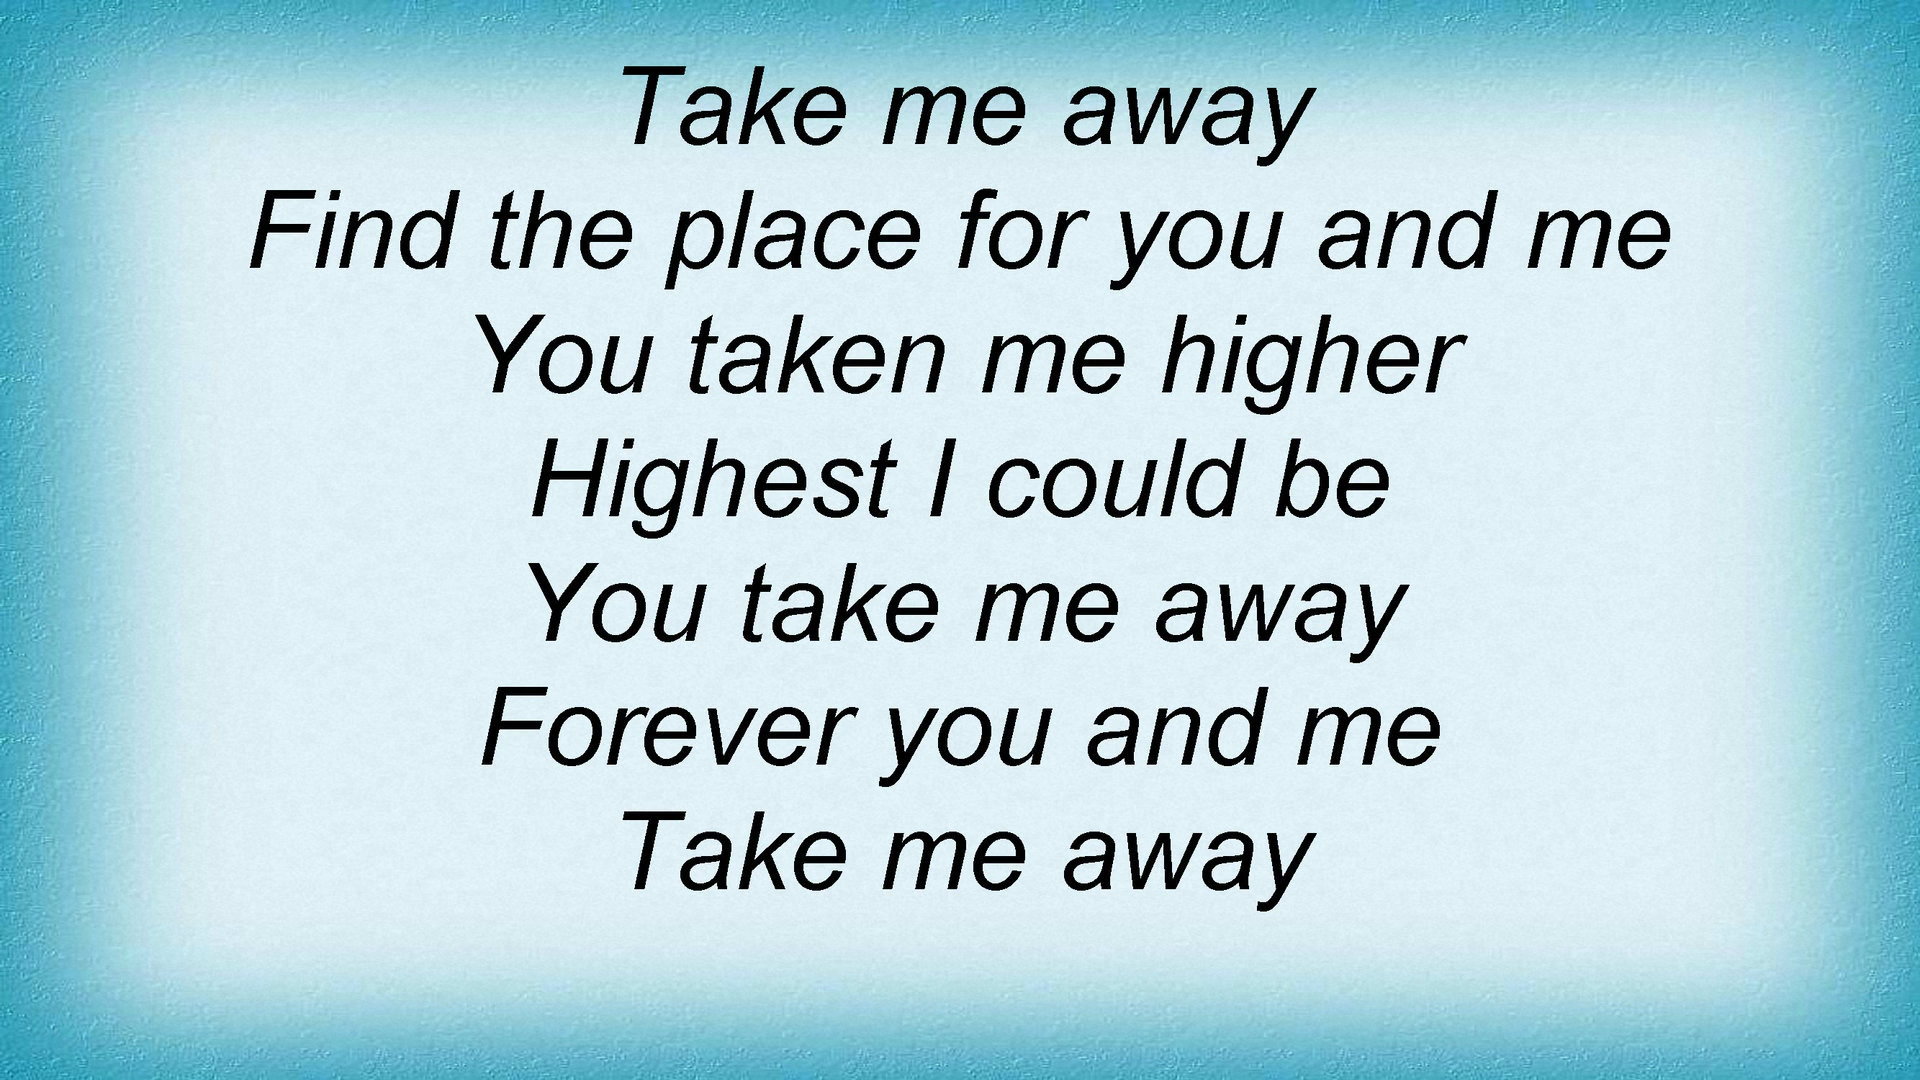 Take me away
Find the place for you and me
You taken me higher
Highest I could be
You take me away
Forever you and me
Take me away